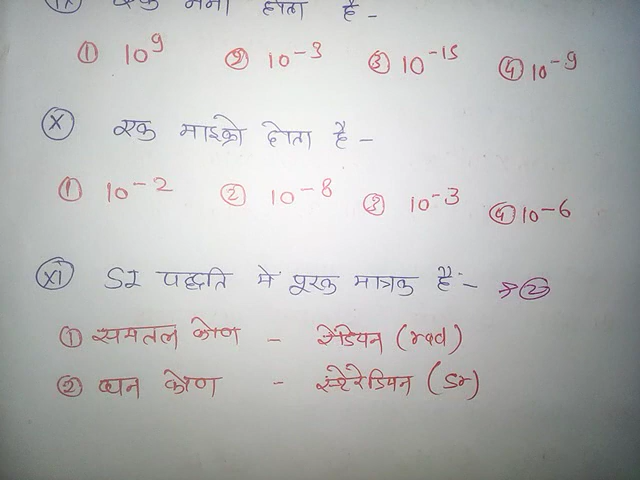 होता है -
① 10⁹ ② 10⁻³ ③ 10⁻¹⁵ ④ 10⁻⁹
Ⓧ एक माइक्रो होता है -
① 10⁻² ② 10⁻⁸ ③ 10⁻³ ④ 10⁻⁶
Ⓧⓘ SI पद्धति में पूरक मात्रक है :- → ②
① समतल कोण - रेडियन (rad)
② घन कोण - स्टेरेडियन (Sr)